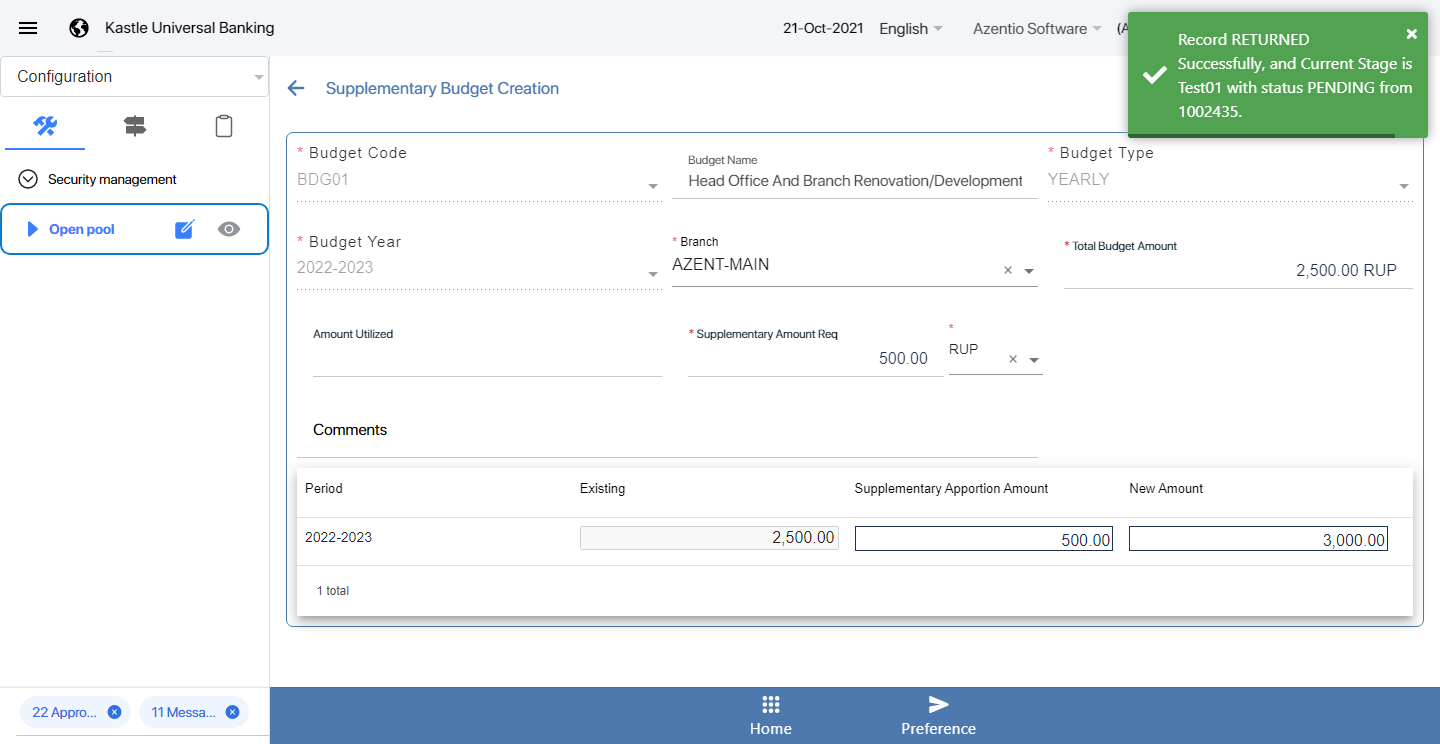 Kastle Universal Banking
21-Oct-2021
English
Azentio Software
Record RETURNED
Successfully, and Current Stage is
Test01 with status PENDING from
1002435.
Configuration
Security management
Open pool
Supplementary Budget Creation
* Budget Code
BDG01
Budget Name
Head Office And Branch Renovation/Development
* Budget Type
YEARLY
* Budget Year
2022-2023
* Branch
AZENT-MAIN
* Total Budget Amount
2,500.00 RUP
Amount Utilized
* Supplementary Amount Req
500.00
*
RUP
Comments
Period Existing Supplementary Apportion Amount New Amount
2022-2023 2,500.00 500.00 3,000.00
1 total
22 Appro...
11 Messa...
Home
Preference